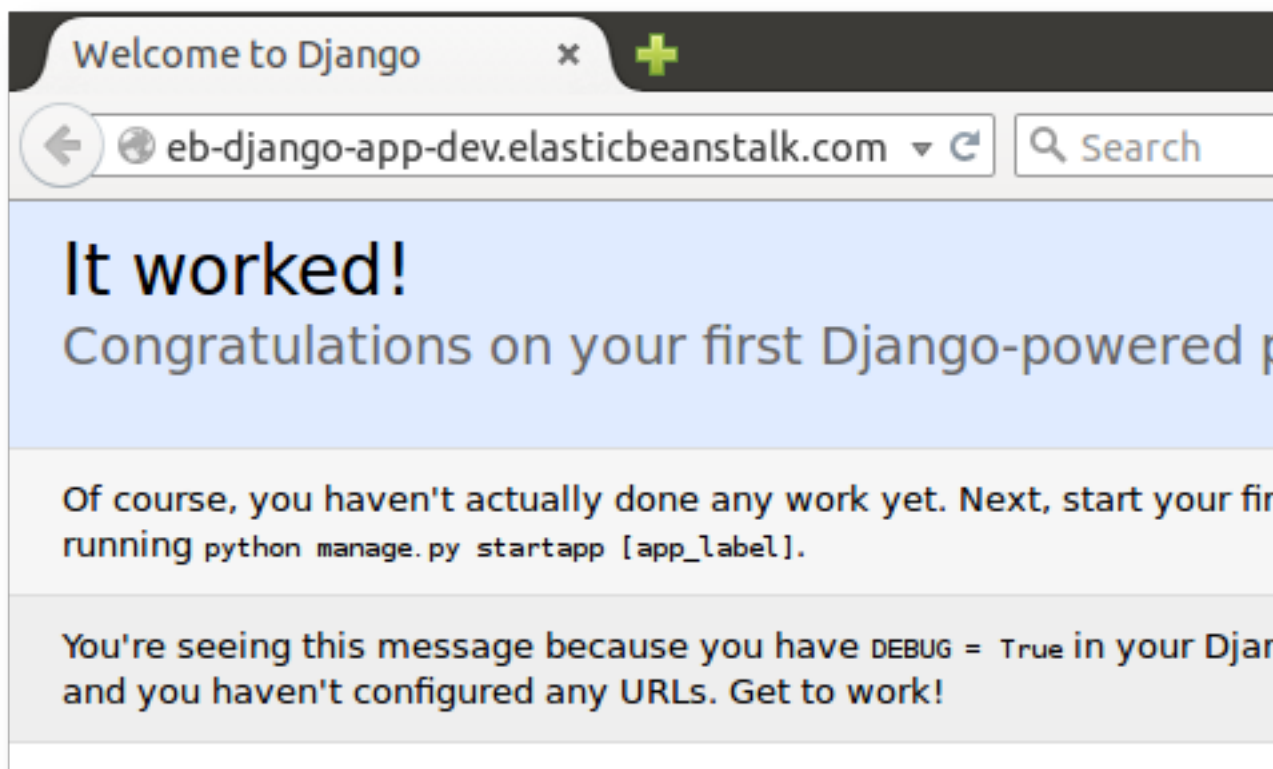 Welcome to Django
eb-django-app-dev.elasticbeanstalk.com
Search
It worked!
Congratulations on your first Django-powered
Of course, you haven't actually done any work yet. Next, start your
running python manage.py startapp [app_label].
You're seeing this message because you have DEBUG = True in your
and you haven't configured any URLs. Get to work!